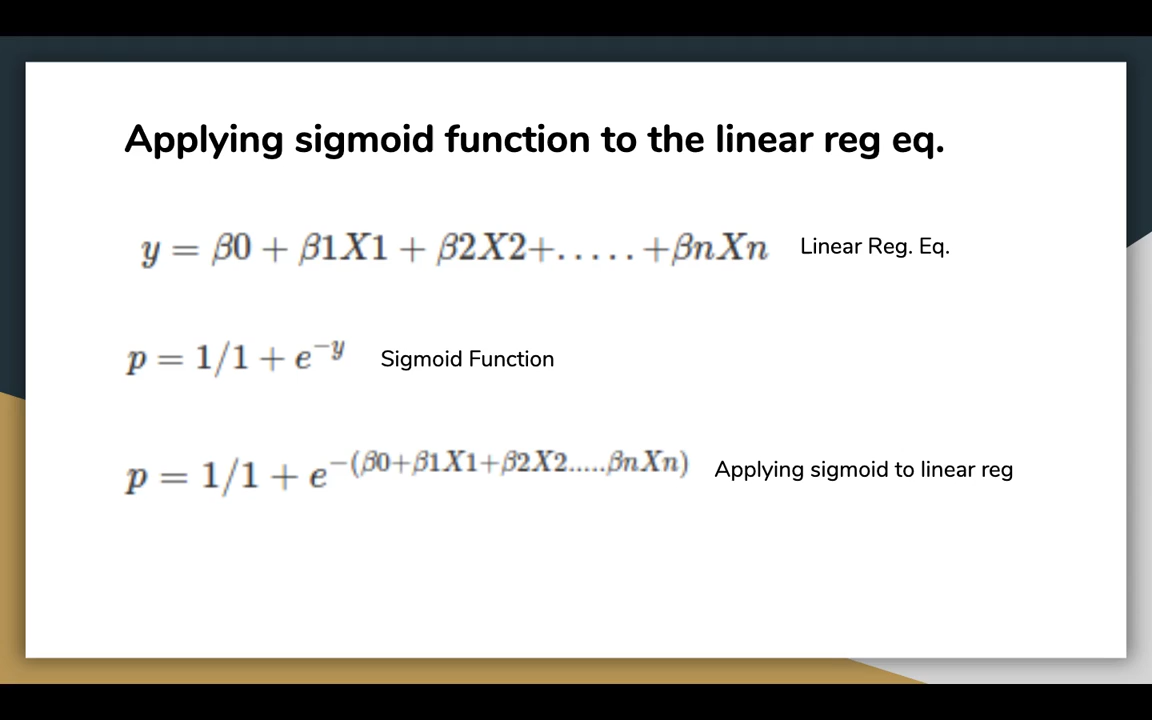 Applying sigmoid function to the linear reg eq.
y = β0 + β1X1 + β2X2+..... +βnXn Linear Reg. Eq.
p = 1/1 + e^{−y} Sigmoid Function
p = 1/1 + e^{−(β0+β1X1+β2X2.....βnXn)} Applying sigmoid to linear reg